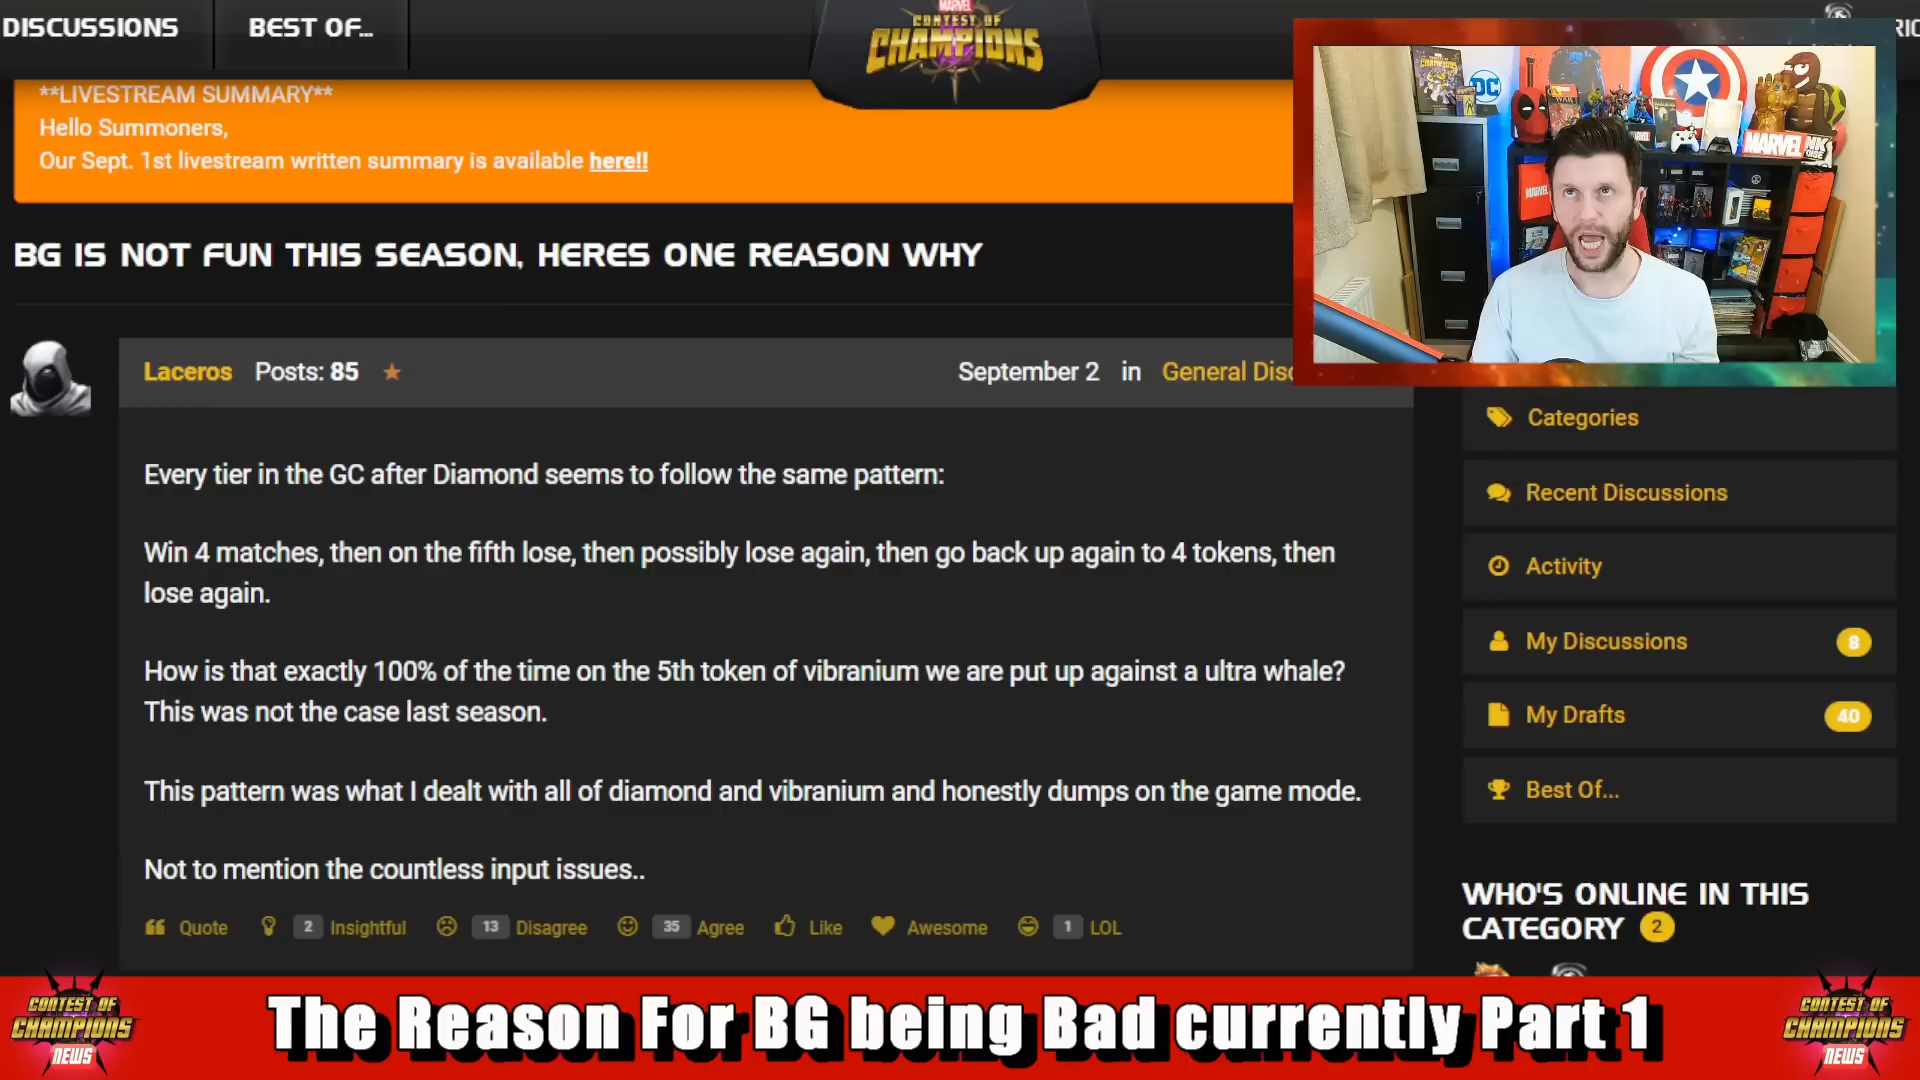 DISCUSSIONS
BEST OF...
MARVEL
CONTEST OF
CHAMPIONS
**LIVESTREAM SUMMARY**
Hello Summoners,
Our Sept. 1st livestream written summary is available here!!
BG IS NOT FUN THIS SEASON, HERES ONE REASON WHY
Laceros Posts: 85
September 2 in General Disc
Every tier in the GC after Diamond seems to follow the same pattern:
Win 4 matches, then on the fifth lose, then possibly lose again, then go back up again to 4 tokens, then
lose again.
How is that exactly 100% of the time on the 5th token of vibranium we are put up against a ultra whale?
This was not the case last season.
This pattern was what I dealt with all of diamond and vibranium and honestly dumps on the game mode.
Not to mention the countless input issues..
Quote 2 Insightful 13 Disagree 35 Agree Like Awesome 1 LOL
DC
MARVEL
MARVEL
Categories
Recent Discussions
Activity
My Discussions 8
My Drafts 40
Best Of...
WHO'S ONLINE IN THIS
CATEGORY 2
CONTEST OF
CHAMPIONS
NEWS
The Reason For BG being Bad currently Part 1
CONTEST OF
CHAMPIONS
NEWS